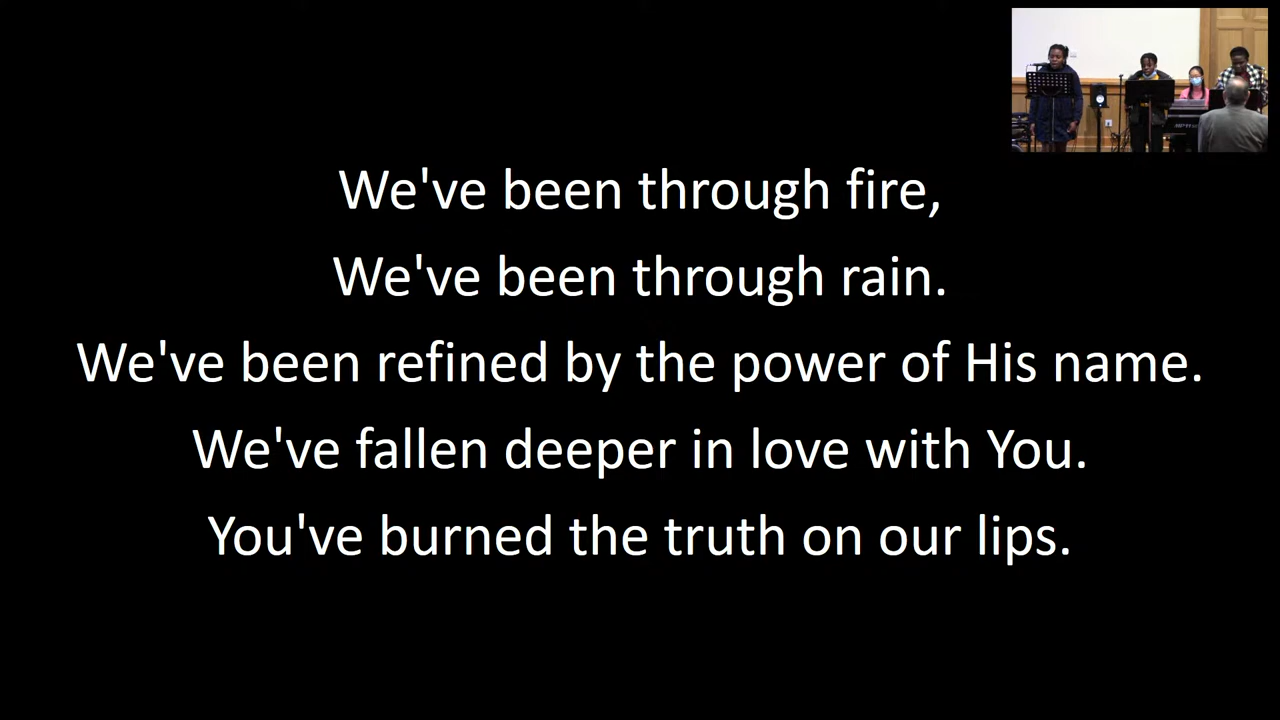 We've been through fire,
We've been through rain.
We've been refined by the power of His name.
We've fallen deeper in love with You.
You've burned the truth on our lips.